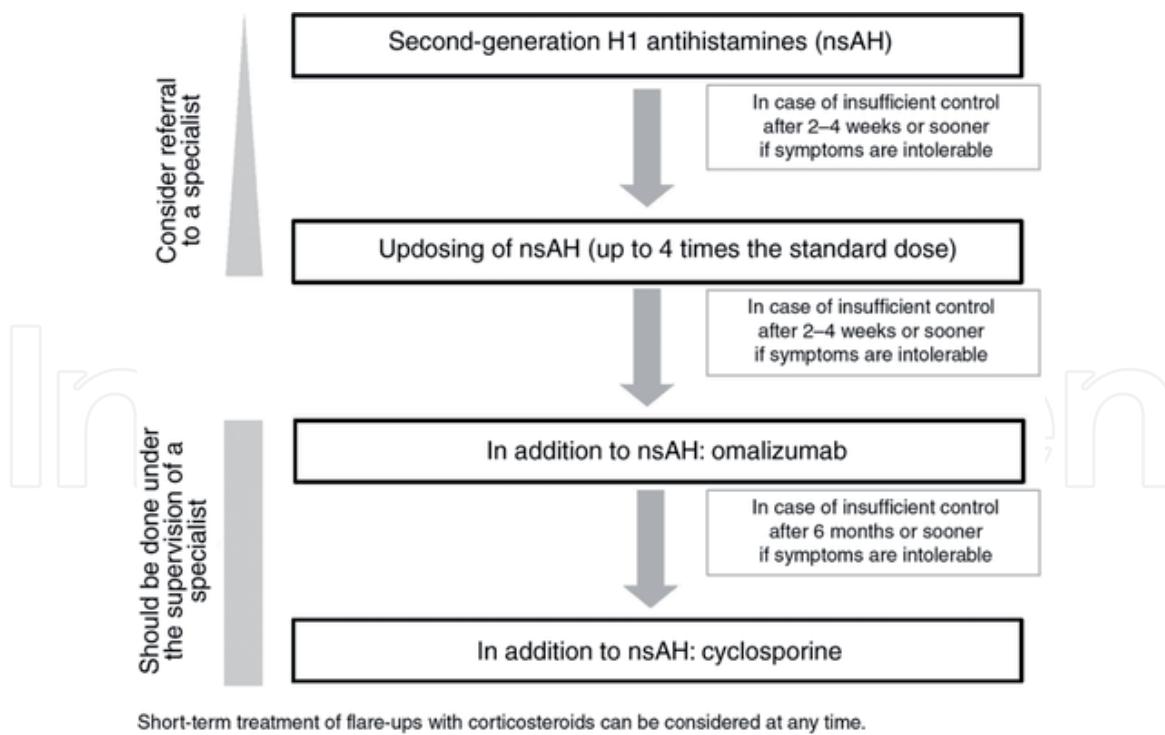 Second-generation H1 antihistamines (nsAH)
Consider referral
to a specialist
In case of insufficient control
after 2–4 weeks or sooner
if symptoms are intolerable
Updosing of nsAH (up to 4 times the standard dose)
In case of insufficient control
after 2–4 weeks or sooner
if symptoms are intolerable
Should be done under
the supervision of a
specialist
In addition to nsAH: omalizumab
In case of insufficient control
after 6 months or sooner
if symptoms are intolerable
In addition to nsAH: cyclosporine
Short-term treatment of flare-ups with corticosteroids can be considered at any time.